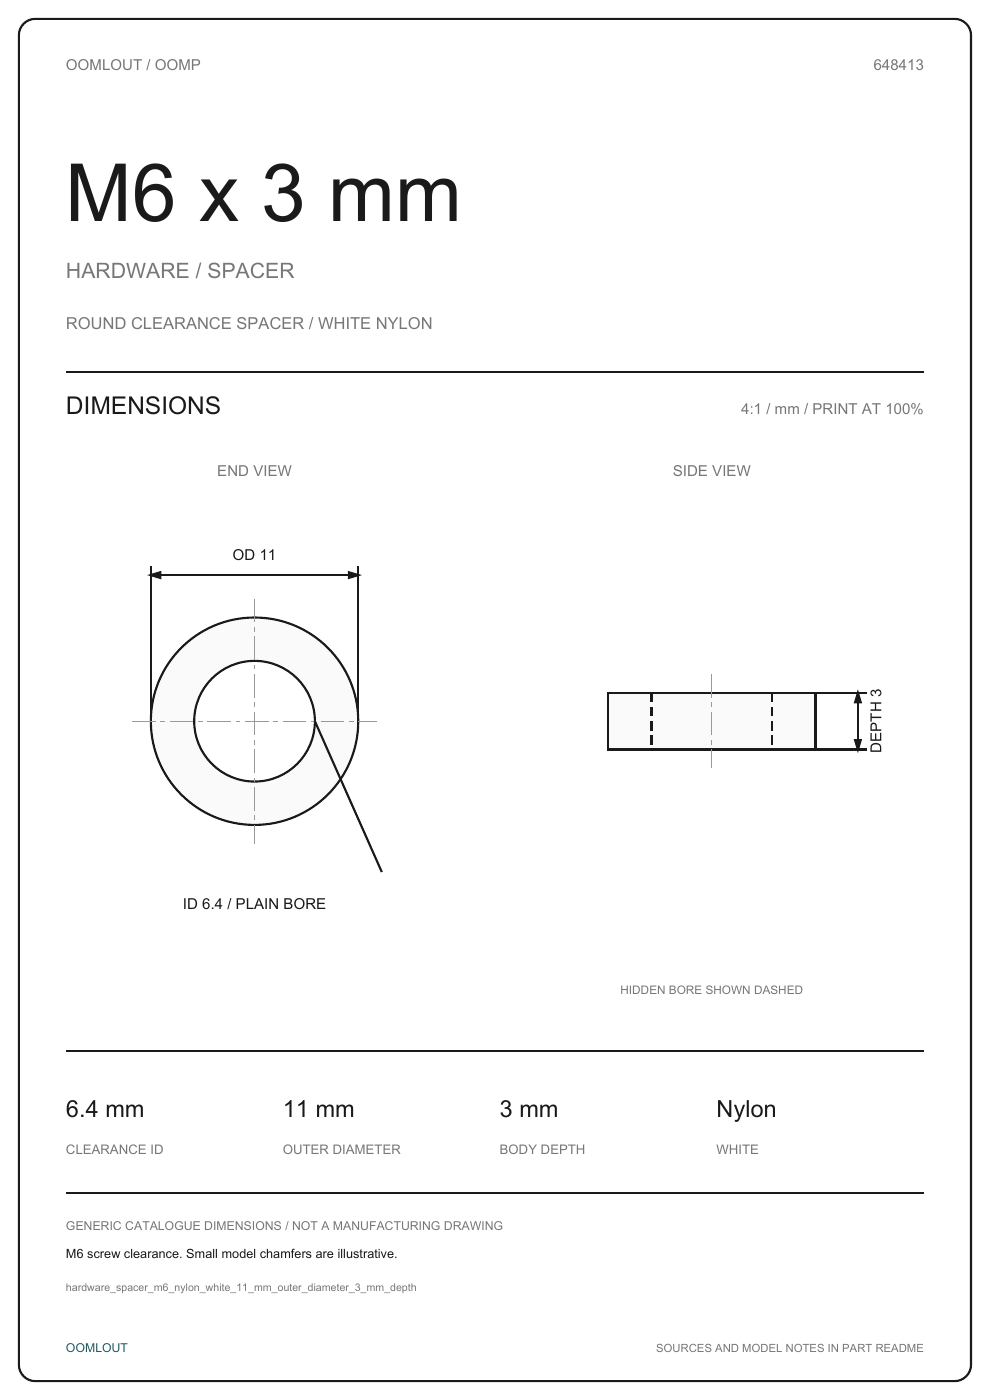 OOMLOUT / OOMP
648413
M6 x 3 mm
HARDWARE / SPACER
ROUND CLEARANCE SPACER / WHITE NYLON
DIMENSIONS
4:1 / mm / PRINT AT 100%
END VIEW
SIDE VIEW
OD 11
DEPTH 3
ID 6.4 / PLAIN BORE
HIDDEN BORE SHOWN DASHED
6.4 mm
11 mm
3 mm
Nylon
CLEARANCE ID
OUTER DIAMETER
BODY DEPTH
WHITE
GENERIC CATALOGUE DIMENSIONS / NOT A MANUFACTURING DRAWING
M6 screw clearance. Small model chamfers are illustrative.
hardware_spacer_m6_nylon_white_11_mm_outer_diameter_3_mm_depth
OOMLOUT
SOURCES AND MODEL NOTES IN PART README